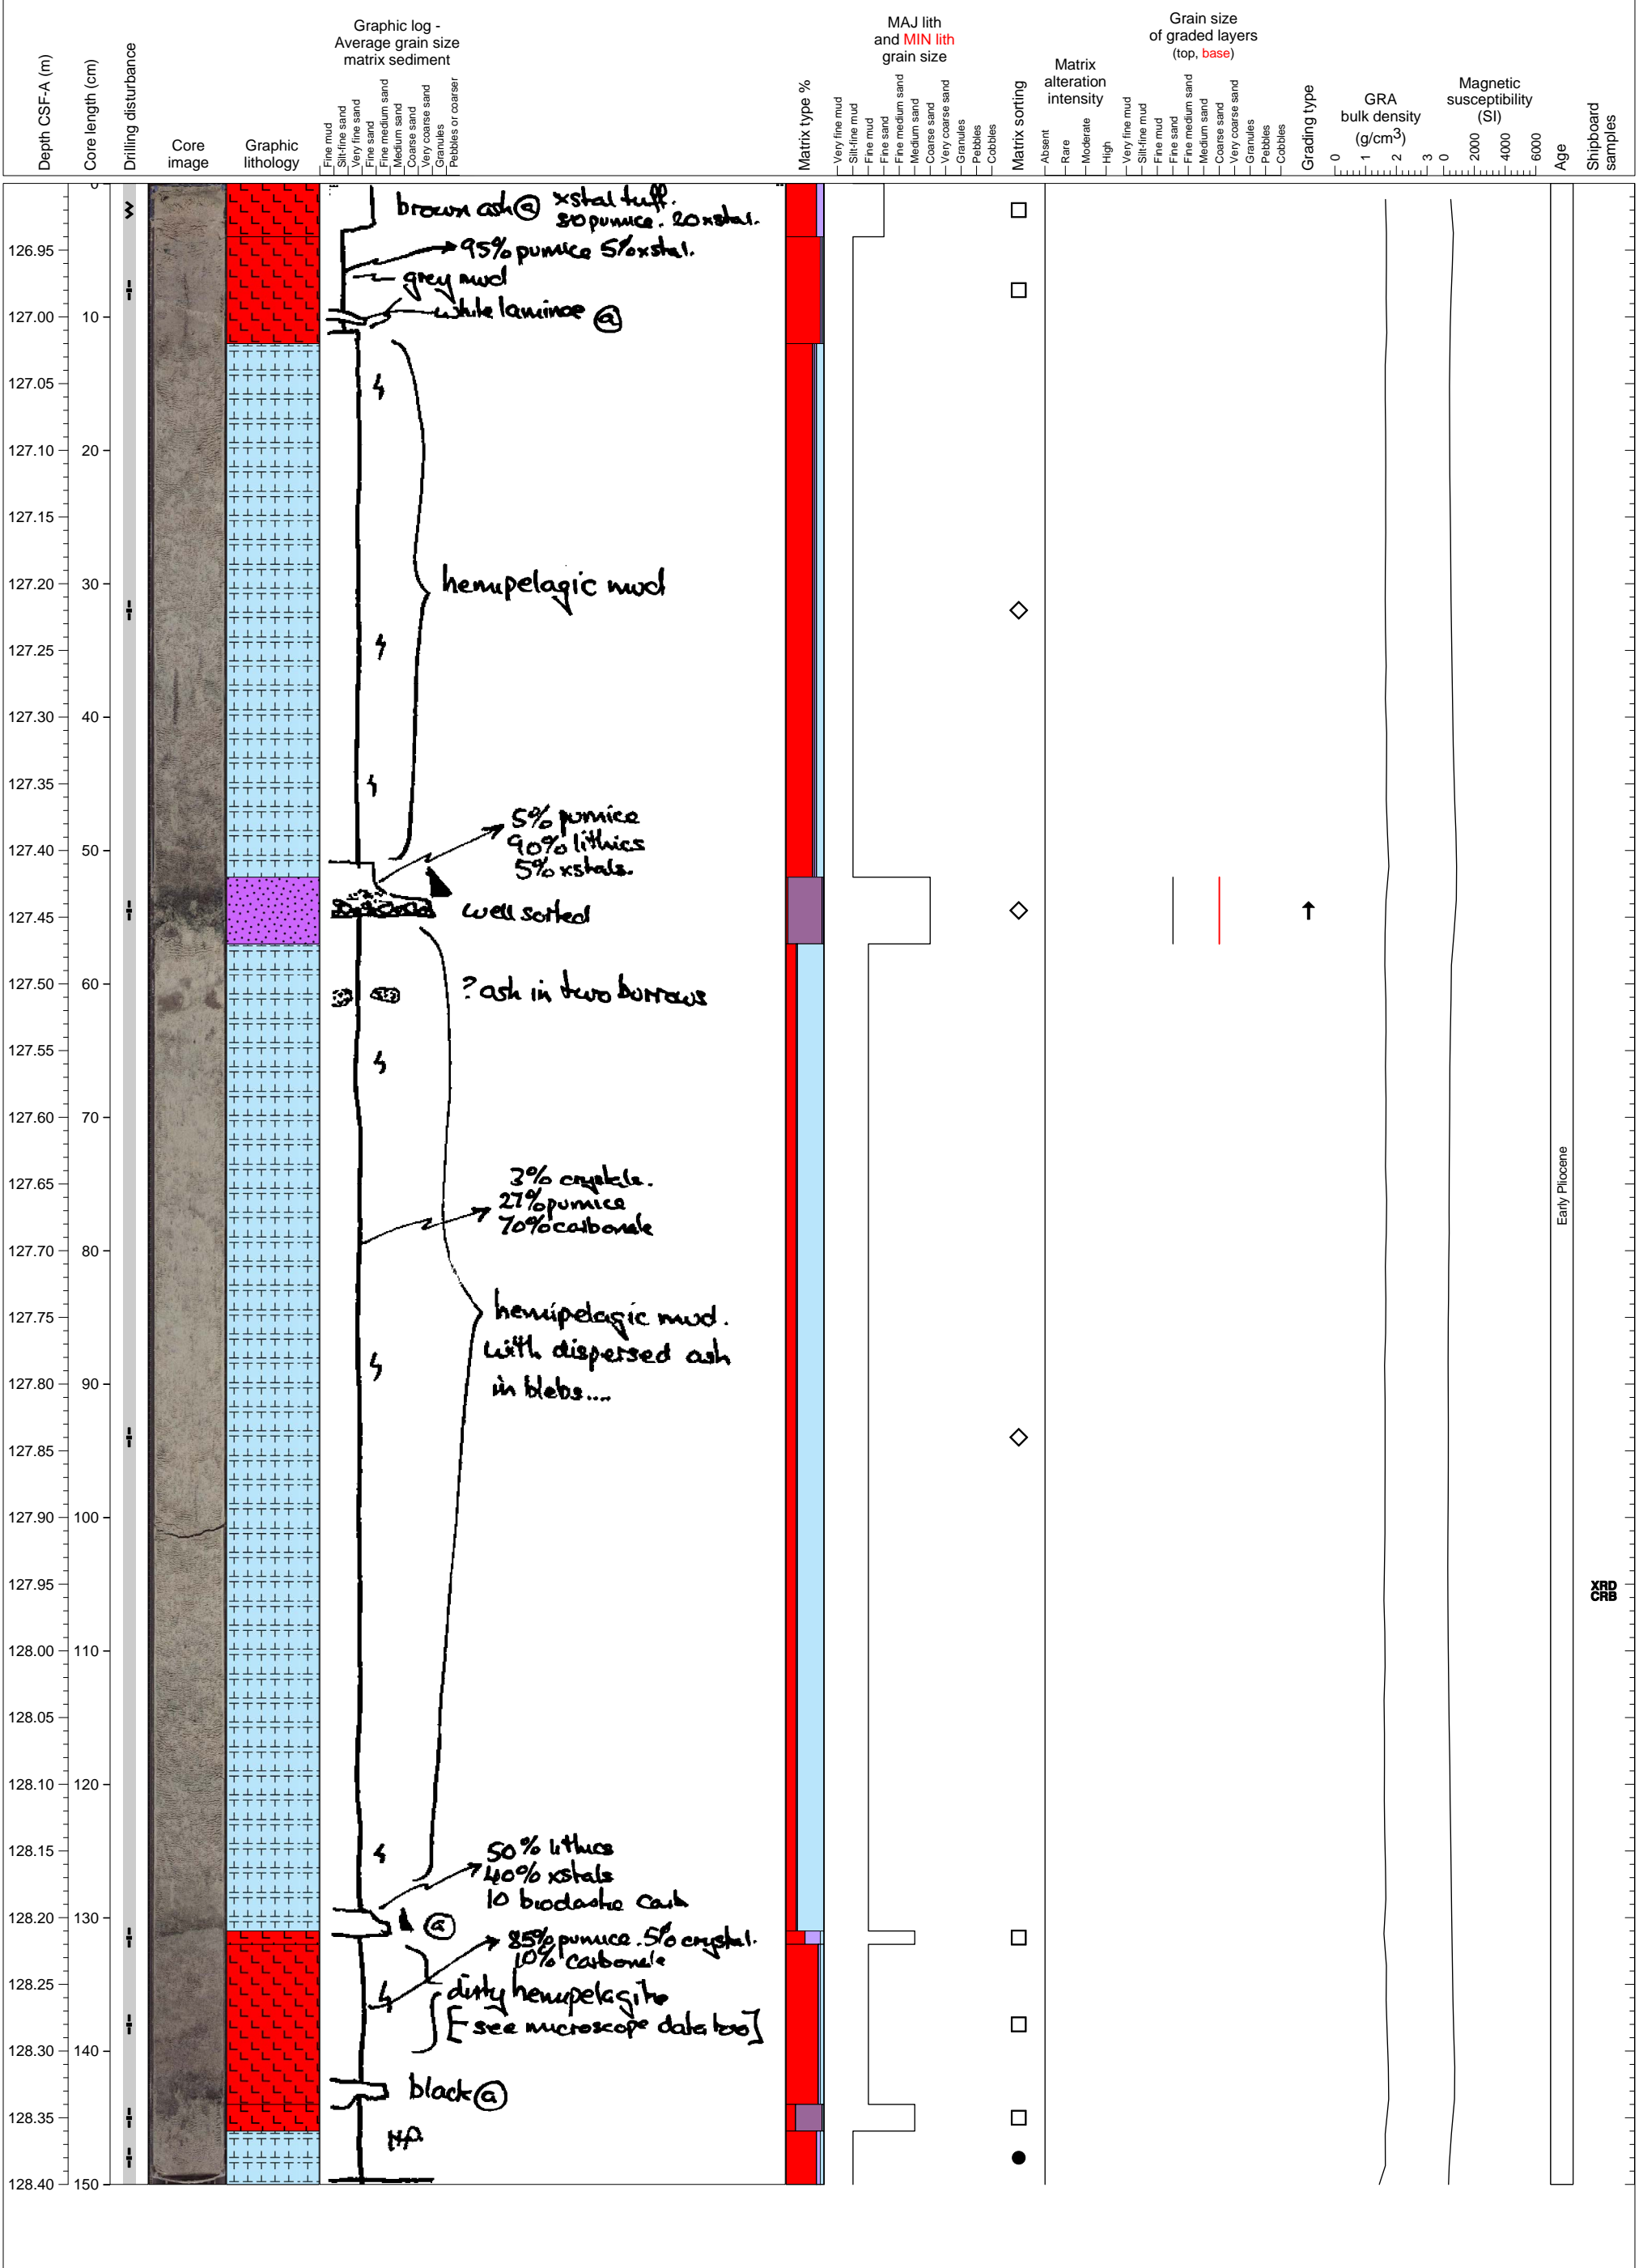 Depth CSF-A (m)
Core length (cm)
Drilling disturbance
Core
image
Graphic
lithology
Graphic log -
Average grain size
matrix sediment
Fine mud
Silt-fine sand
Very fine sand
Fine sand
Fine medium sand
Medium sand
Coarse sand
Very coarse sand
Granules
Pebbles or coarser
Matrix type %
MAJ lith
and MIN lith
grain size
Very fine mud
Silt-fine mud
Fine mud
Fine sand
Fine medium sand
Medium sand
Coarse sand
Very coarse sand
Granules
Pebbles
Cobbles
Matrix sorting
Matrix
alteration
intensity
Absent
Rare
Moderate
High
Grain size
of graded layers
(top, base)
Very fine mud
Silt-fine mud
Fine mud
Fine sand
Fine medium sand
Medium sand
Coarse sand
Very coarse sand
Granules
Pebbles
Cobbles
Grading type
GRA
bulk density
(g/cm3)
0 1 2 3
Magnetic
susceptibility
(SI)
0 2000 4000 6000
Age
Shipboard
samples
0
brown ash @ xstal tuff.
80 pumice. 20 xstal.
126.95
95% pumice 5% xstal.
grey mud
127.00 10
white laminae @
127.05
127.10 20
127.15
127.20 30
hemipelagic mud
127.25
127.30 40
127.35
5% pumice
90% lithics
5% xstals.
127.40 50
127.45
well sorted
127.50 60
? ash in two burrows
127.55
127.60 70
127.65
3% crystals.
27% pumice
70% carbonate
Early Pliocene
127.70 80
127.75
hemipelagic mud.
with dispersed ash
in blebs....
127.80 90
127.85
127.90 100
127.95
XRD
CRB
128.00 110
128.05
128.10 120
128.15
50% lithics
40% xstals
10 bioclastic carb
128.20 130
@
85% pumice. 5% crystal.
10% carbonate
128.25
dirty hemipelagite
[see microscope data too]
128.30 140
black @
128.35
HP.
128.40 150